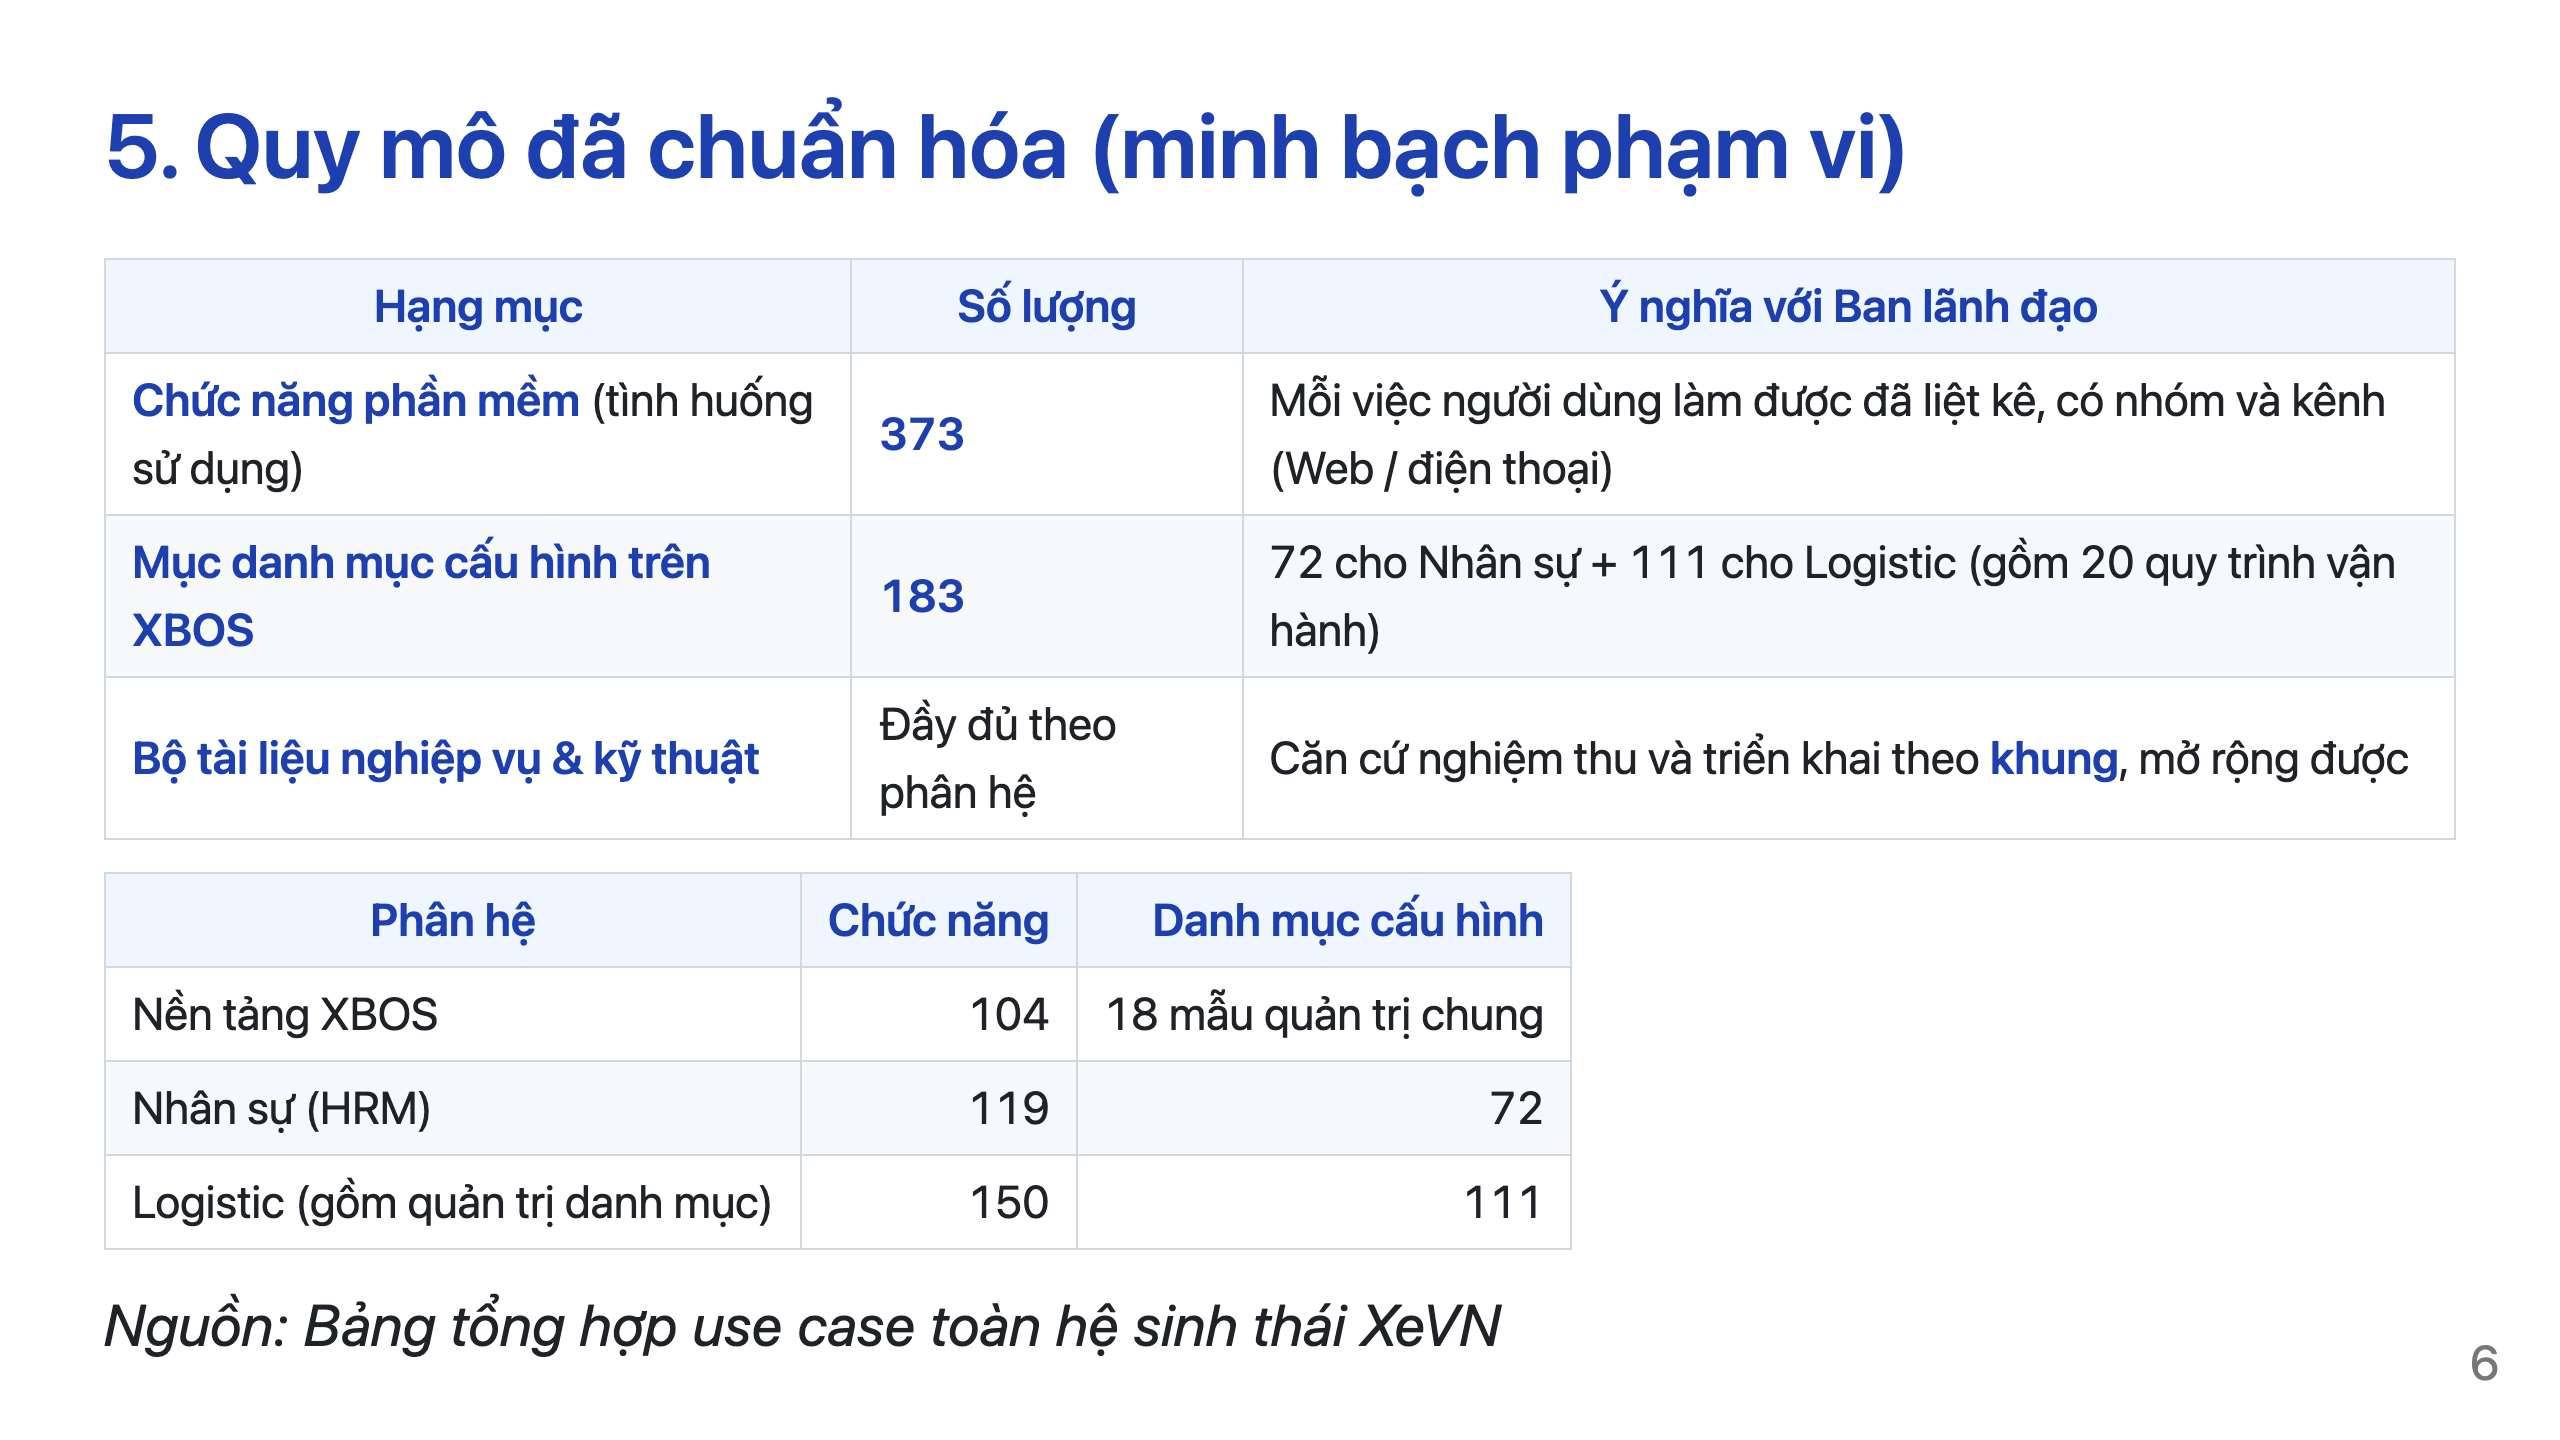 5. Quy mô đã chuẩn hóa (minh bạch phạm vi)
Hạng mục
Số lượng
Ý nghĩa với Ban lãnh đạo
Chức năng phần mềm (tình huống
sử dụng)
373
Mỗi việc người dùng làm được đã liệt kê, có nhóm và kênh
(Web / điện thoại)
Mục danh mục cấu hình trên
XBOS
183
72 cho Nhân sự + 111 cho Logistic (gồm 20 quy trình vận
hành)
Bộ tài liệu nghiệp vụ & kỹ thuật
Đầy đủ theo
phân hệ
Căn cứ nghiệm thu và triển khai theo khung, mở rộng được
Phân hệ
Chức năng
Danh mục cấu hình
Nền tảng XBOS
104
18 mẫu quản trị chung
Nhân sự (HRM)
119
72
Logistic (gồm quản trị danh mục)
150
111
Nguồn: Bảng tổng hợp use case toàn hệ sinh thái XeVN
6